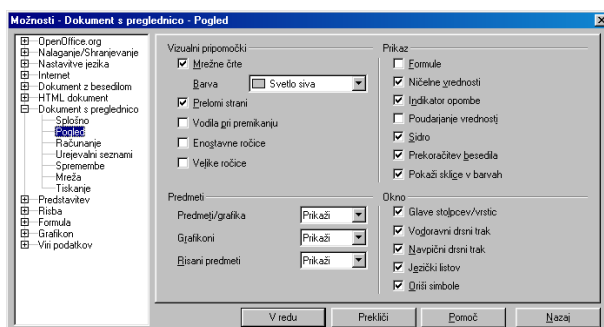 Možnosti - Dokument s preglednico - Pogled
OpenOffice.org
Nalaganje/Shranjevanje
Nastavitve jezika
Internet
Dokument z besedilom
HTML dokument
Dokument s preglednico
Splošno
Pogled
Računanje
Urejevalni seznami
Spremembe
Mreža
Tiskanje
Predstavitev
Risba
Formula
Grafikon
Viri podatkov
Vizualni pripomočki
Mrežne črte
Barva Svetlo siva
Prelomi strani
Vodila pri premikanju
Enostavne ročice
Velike ročice
Prikaz
Formule
Ničelne vrednosti
Indikator opombe
Poudarjanje vrednosti
Sidro
Prekoračitev besedila
Pokaži sklice v barvah
Predmeti
Predmeti/grafika Prikaži
Grafikoni Prikaži
Risani predmeti Prikaži
Okno
Glave stolpcev/vrstic
Vodoravni drsni trak
Navpični drsni trak
Jezički listov
Oriši simbole
V redu Prekliči Pomoč Nazaj